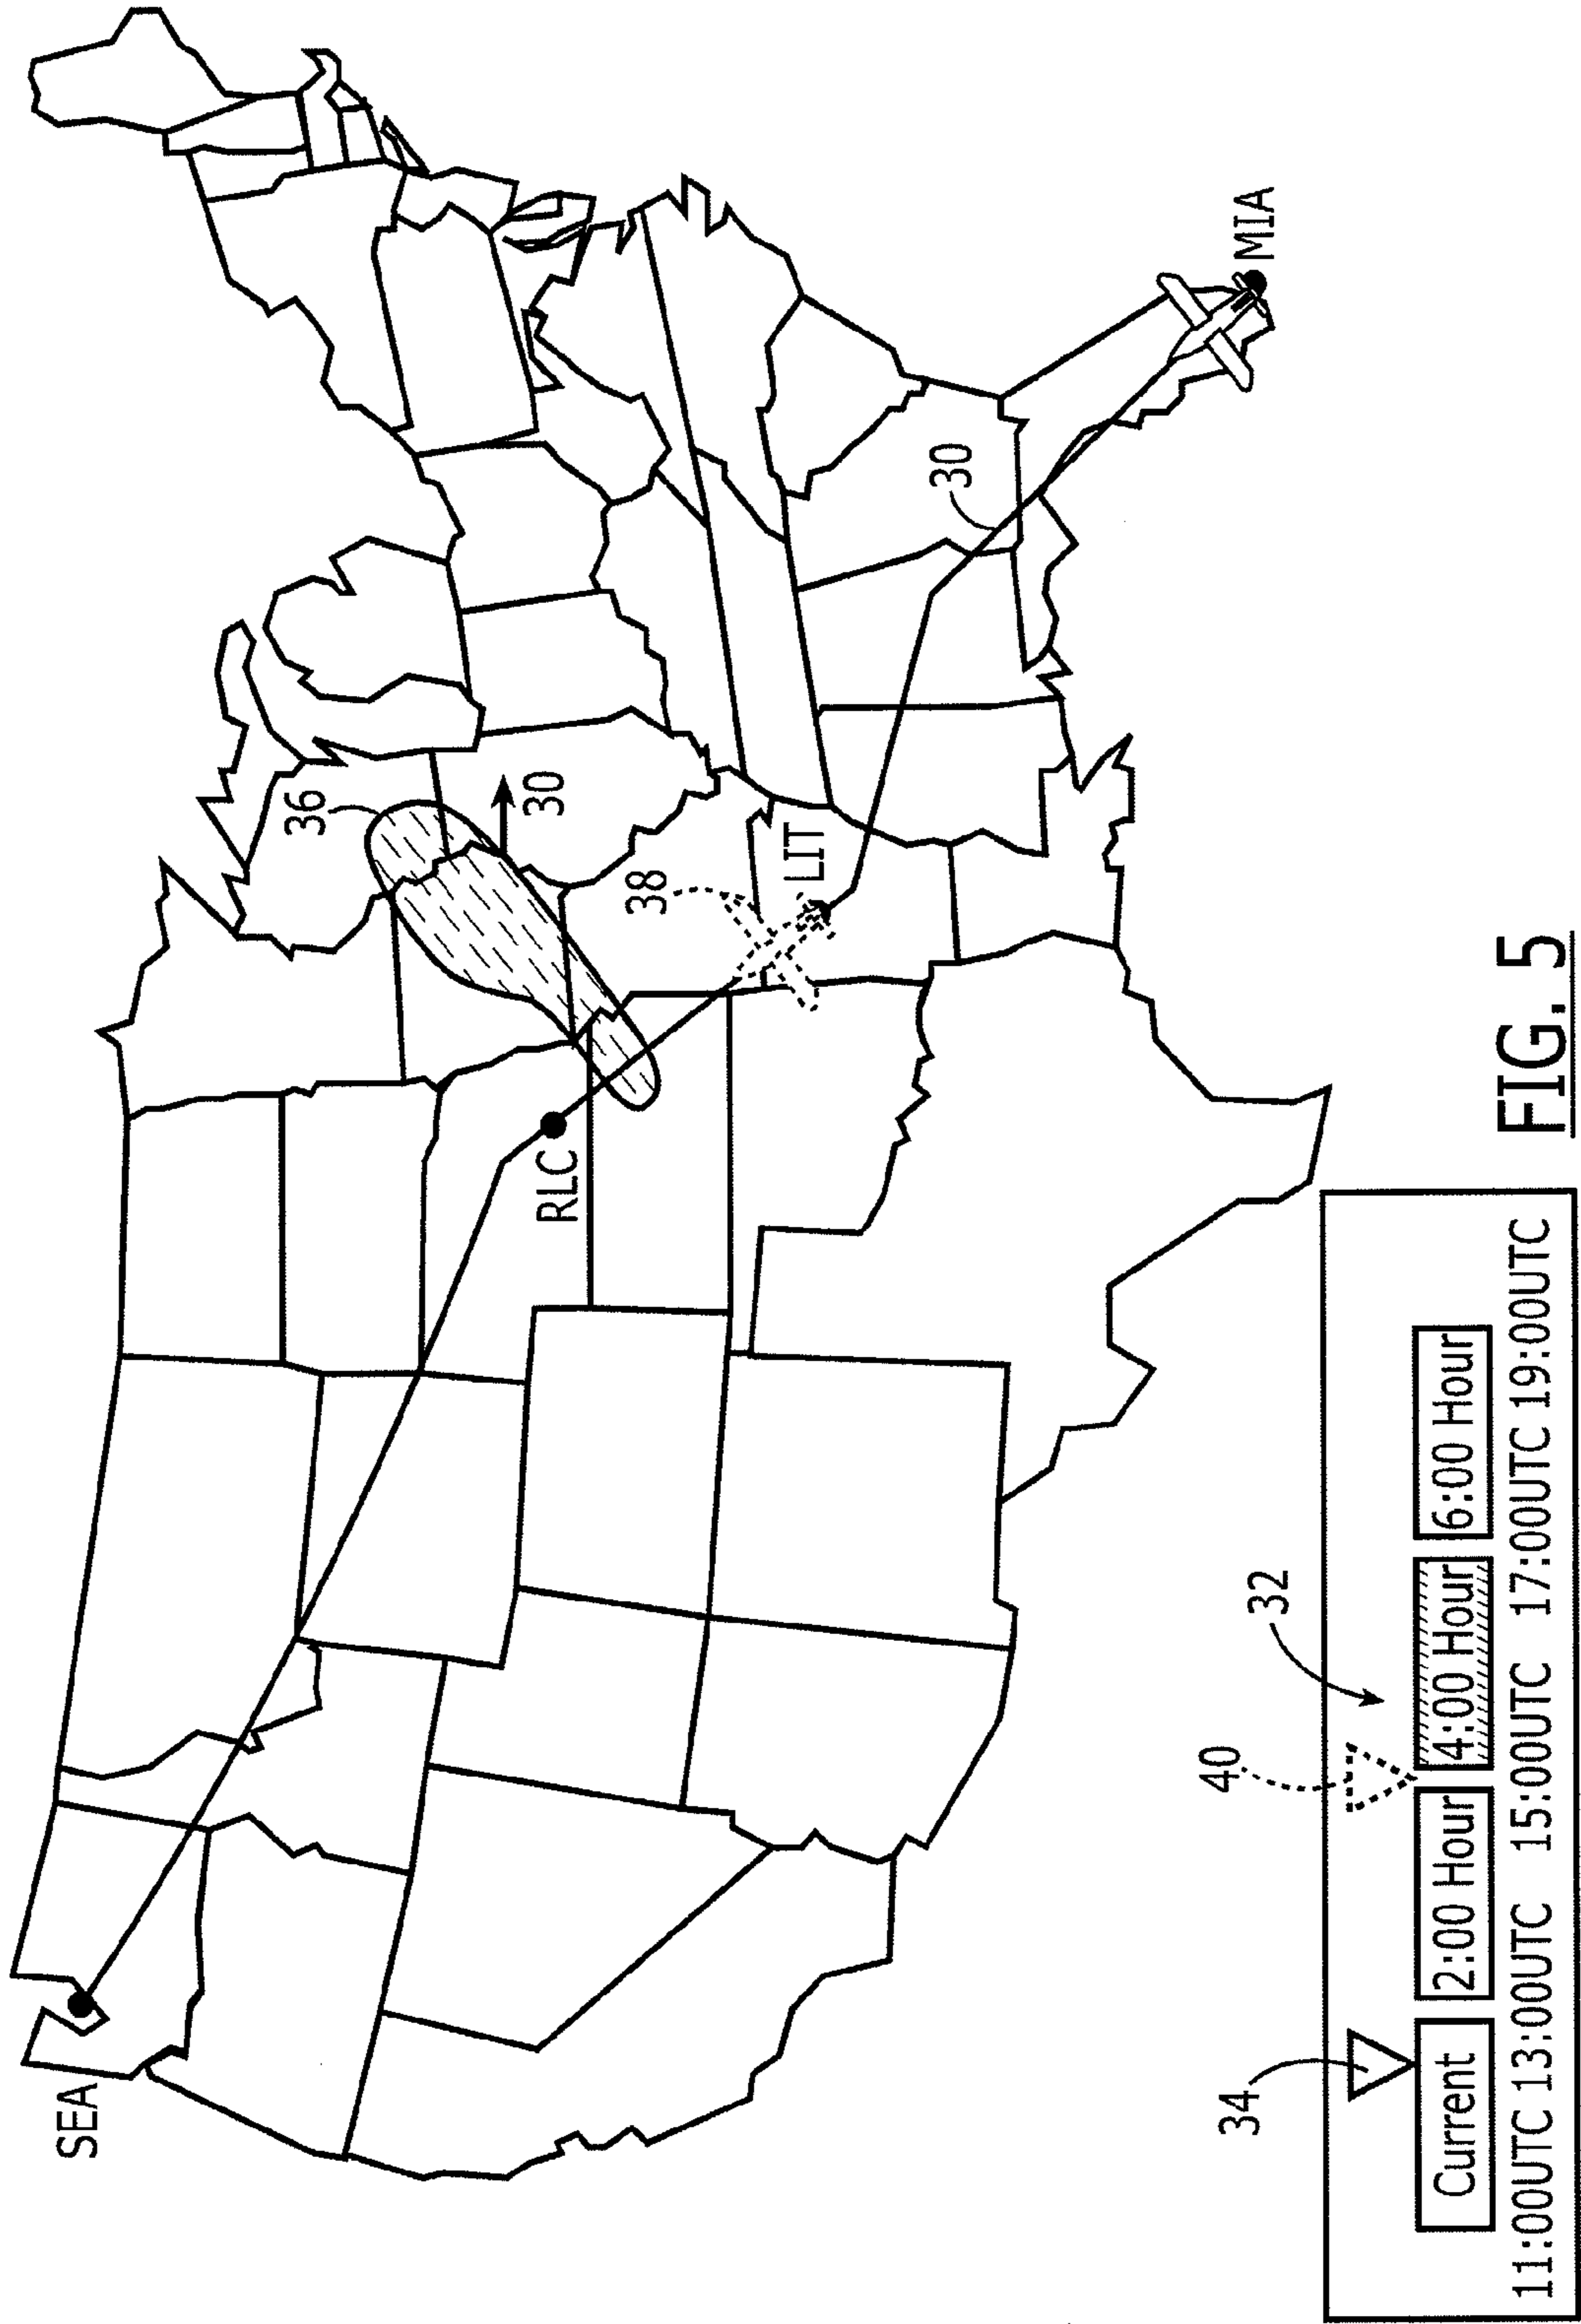 SEA
36
30
RLC
38
LIT
30
MIA
34
40
32
Current 2:00 Hour 4:00 Hour 6:00 Hour
11:00UTC 13:00UTC 15:00UTC 17:00UTC 19:00UTC
FIG. 5